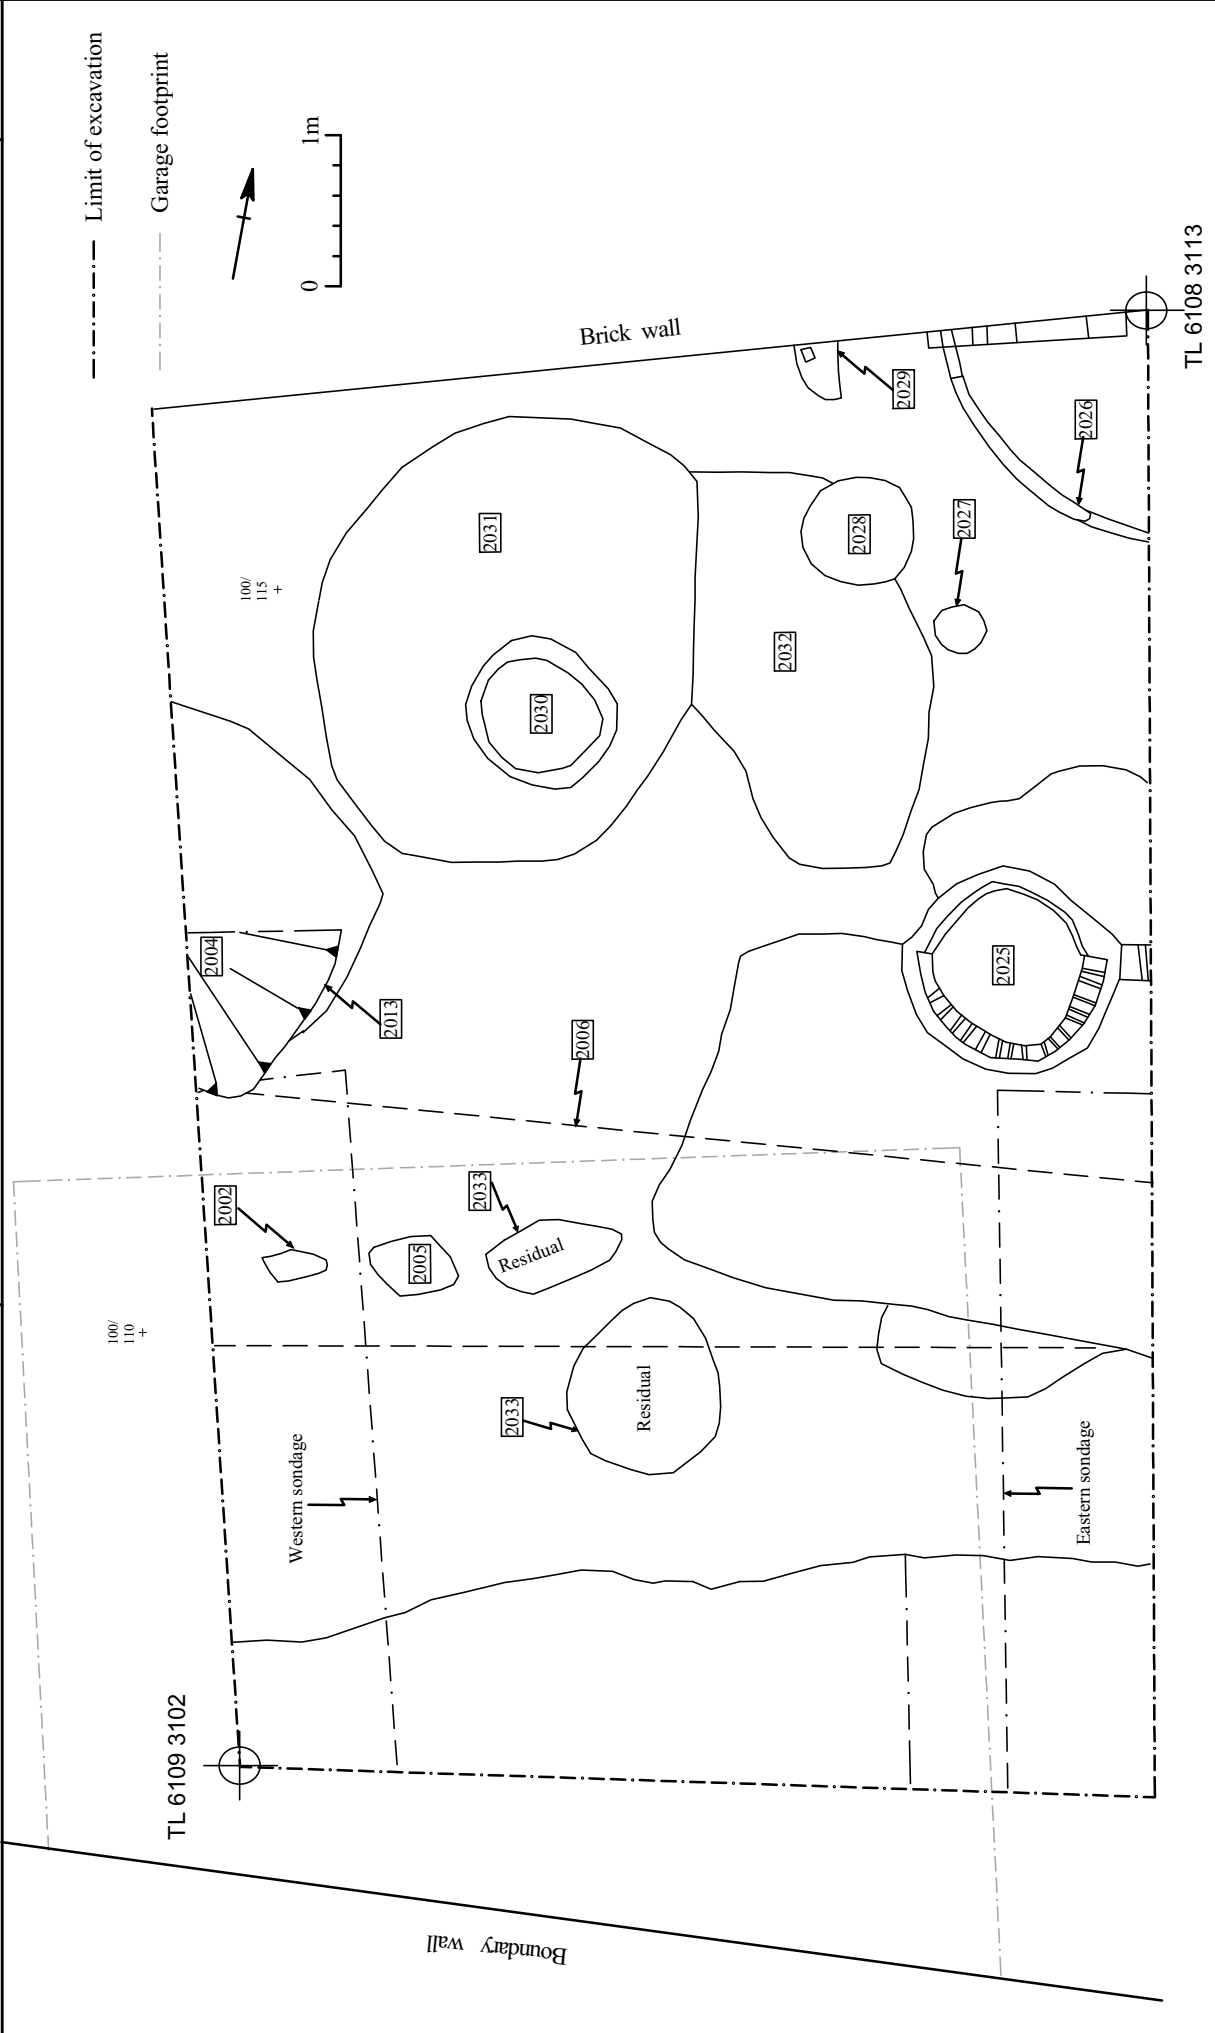 Limit of excavation
Garage footprint
0 1m
Brick wall
TL 6108 3113
2029
2026
2031
2028
2027
100/
115
+
2032
2030
2004
2025
2013
2006
2002
2033
2005
Residual
100/
110
+
2033
Residual
Western sondage
Eastern sondage
TL 6109 3102
Boundary wall